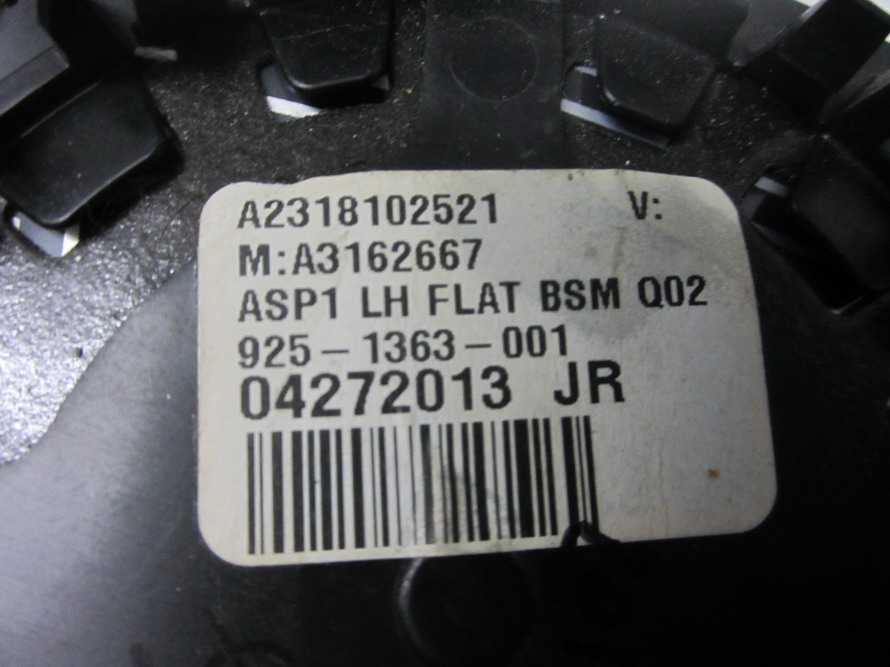 A2318102521 V:
M:A3162667
ASP1 LH FLAT BSM Q02
925-1363-001
04272013 JR